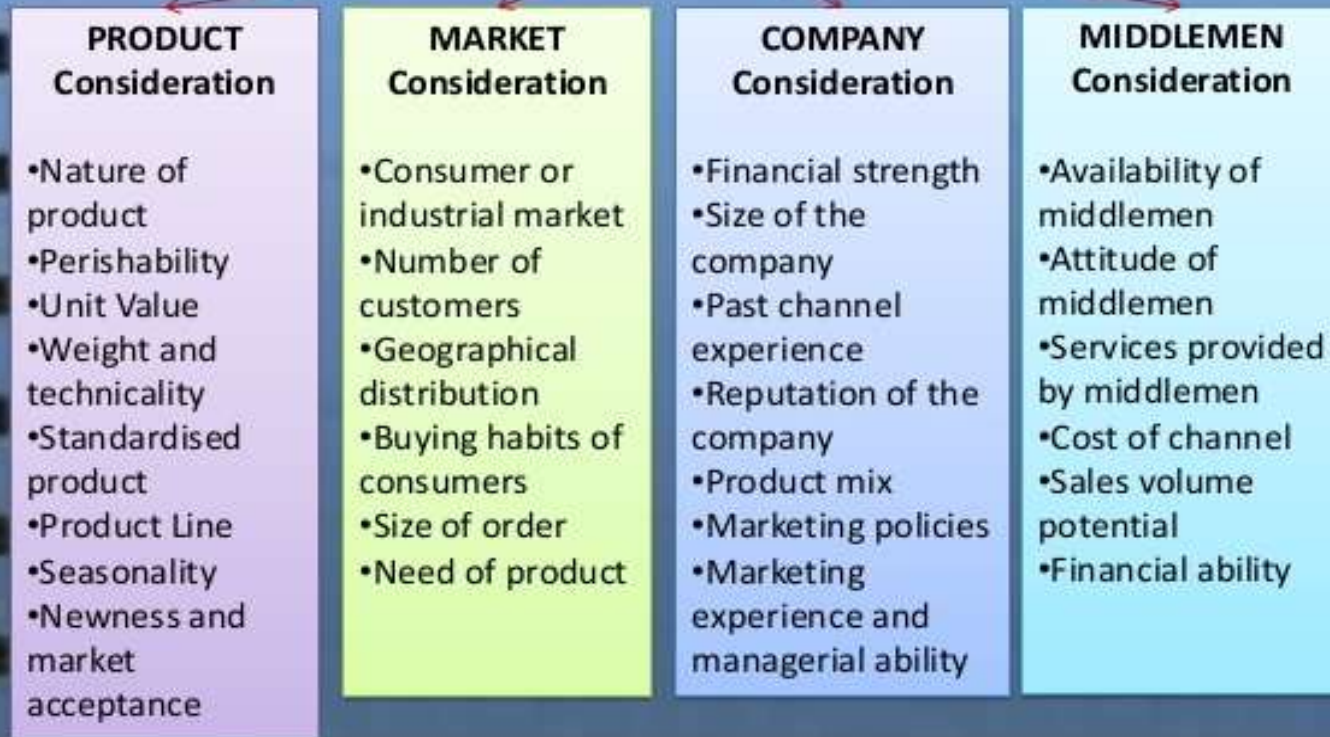 PRODUCT
Consideration
•Nature of
product
•Perishability
•Unit Value
•Weight and
technicality
•Standardised
product
•Product Line
•Seasonality
•Newness and
market
acceptance
MARKET
Consideration
•Consumer or
industrial market
•Number of
customers
•Geographical
distribution
•Buying habits of
consumers
•Size of order
•Need of product
COMPANY
Consideration
•Financial strength
•Size of the
company
•Past channel
experience
•Reputation of the
company
•Product mix
•Marketing policies
•Marketing
experience and
managerial ability
MIDDLEMEN
Consideration
•Availability of
middlemen
•Attitude of
middlemen
•Services provided
by middlemen
•Cost of channel
•Sales volume
potential
•Financial ability